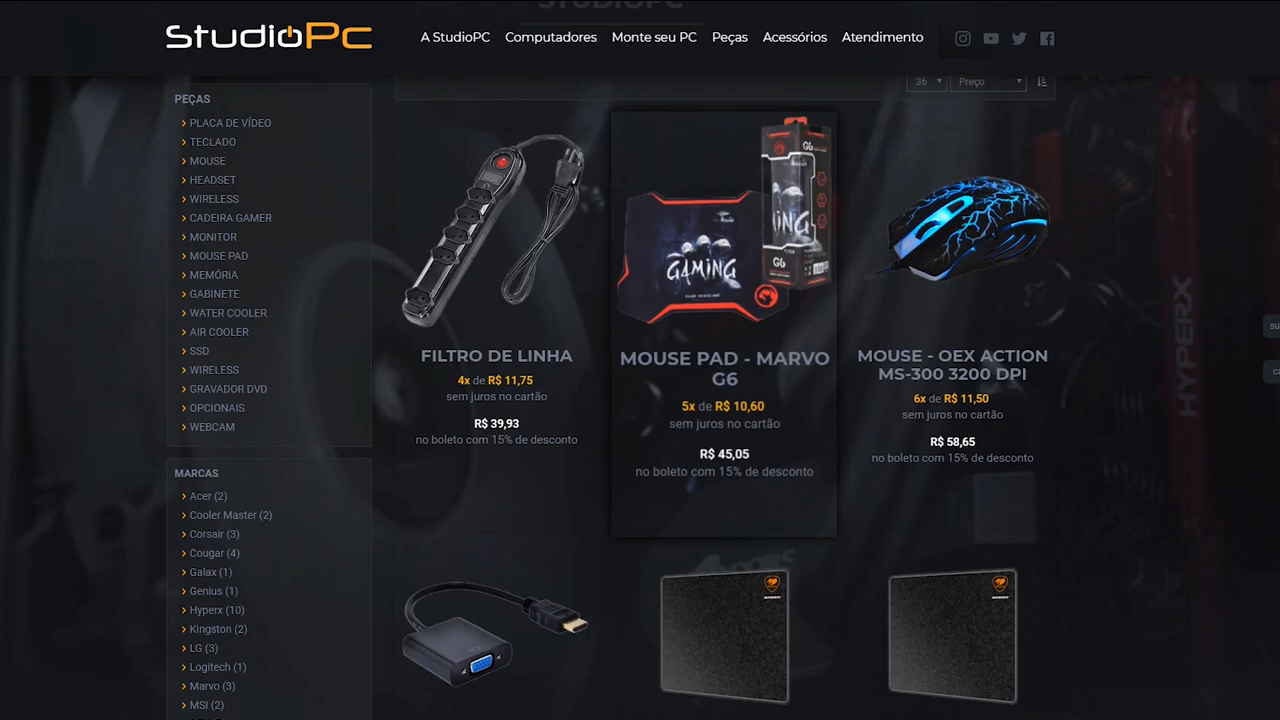 STUDIOPC
StudioPc
A StudioPC
Computadores
Monte seu PC
Peças
Acessórios
Atendimento
36
Preço
PEÇAS
PLACA DE VÍDEO
TECLADO
MOUSE
HEADSET
WIRELESS
CADEIRA GAMER
MONITOR
MOUSE PAD
MEMÓRIA
GABINETE
WATER COOLER
AIR COOLER
SSD
WIRELESS
GRAVADOR DVD
OPCIONAIS
WEBCAM
MARCAS
Acer (2)
Cooler Master (2)
Corsair (3)
Cougar (4)
Galax (1)
Genius (1)
Hyperx (10)
Kingston (2)
LG (3)
Logitech (1)
Marvo (3)
MSI (2)
FILTRO DE LINHA
4x de R$ 11,75
sem juros no cartão
R$ 39,93
no boleto com 15% de desconto
G6
GAMING
G6
MOUSE PAD - MARVO
G6
5x de R$ 10,60
sem juros no cartão
R$ 45,05
no boleto com 15% de desconto
MOUSE - OEX ACTION
MS-300 3200 DPI
6x de R$ 11,50
sem juros no cartão
R$ 58,65
no boleto com 15% de desconto
HYPERX
SPEED
SPEED
su